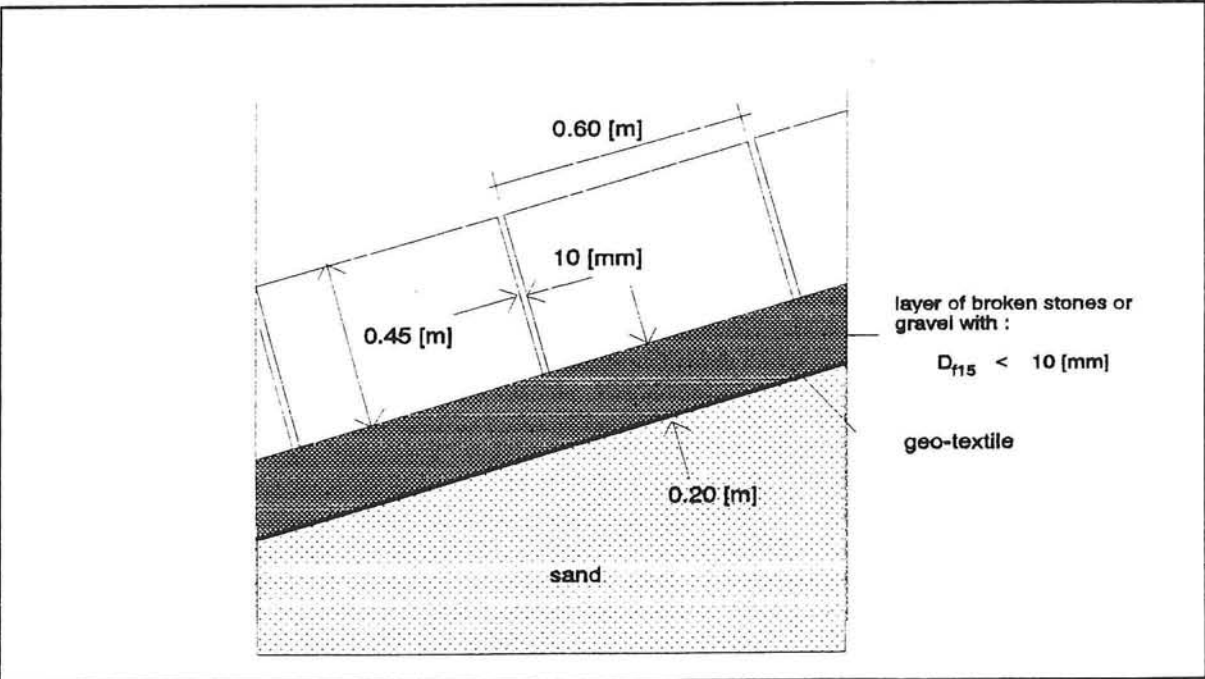 0.60 [m]
10 [mm]
0.45 [m]
layer of broken stones or
gravel with :
D_f15 < 10 [mm]
geo-textile
0.20 [m]
sand